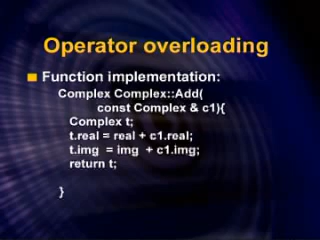 Operator overloading
Function implementation:
Complex Complex::Add(
const Complex & c1){
Complex t;
t.real = real + c1.real;
t.img = img + c1.img;
return t;
}